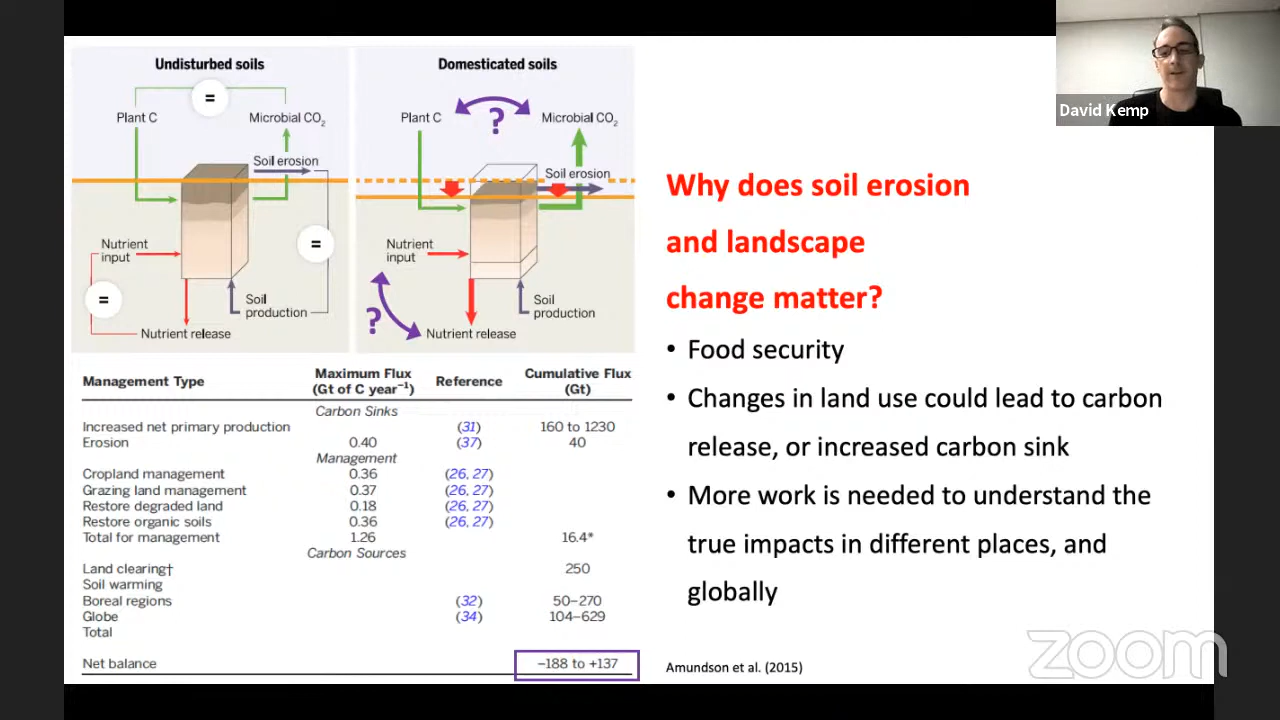 David Kemp
Undisturbed soils
=
Plant C
Microbial CO₂
Soil erosion
Nutrient
input
=
=
Soil
production
Nutrient release
Domesticated soils
Plant C
?
Microbial CO₂
Soil erosion
Nutrient
input
?
Soil
production
Nutrient release
Why does soil erosion
and landscape
change matter?
• Food security
• Changes in land use could lead to carbon
release, or increased carbon sink
• More work is needed to understand the
true impacts in different places, and
globally
Management Type Maximum Flux (Gt of C year⁻¹) Reference Cumulative Flux (Gt)
Carbon Sinks
Increased net primary production (31) 160 to 1230
Erosion 0.40 (37) 40
Management
Cropland management 0.36 (26, 27)
Grazing land management 0.37 (26, 27)
Restore degraded land 0.18 (26, 27)
Restore organic soils 0.36 (26, 27)
Total for management 1.26 16.4*
Carbon Sources
Land clearing† 250
Soil warming
Boreal regions (32) 50–270
Globe (34) 104–629
Total
Net balance −188 to +137
Amundson et al. (2015)
zoom